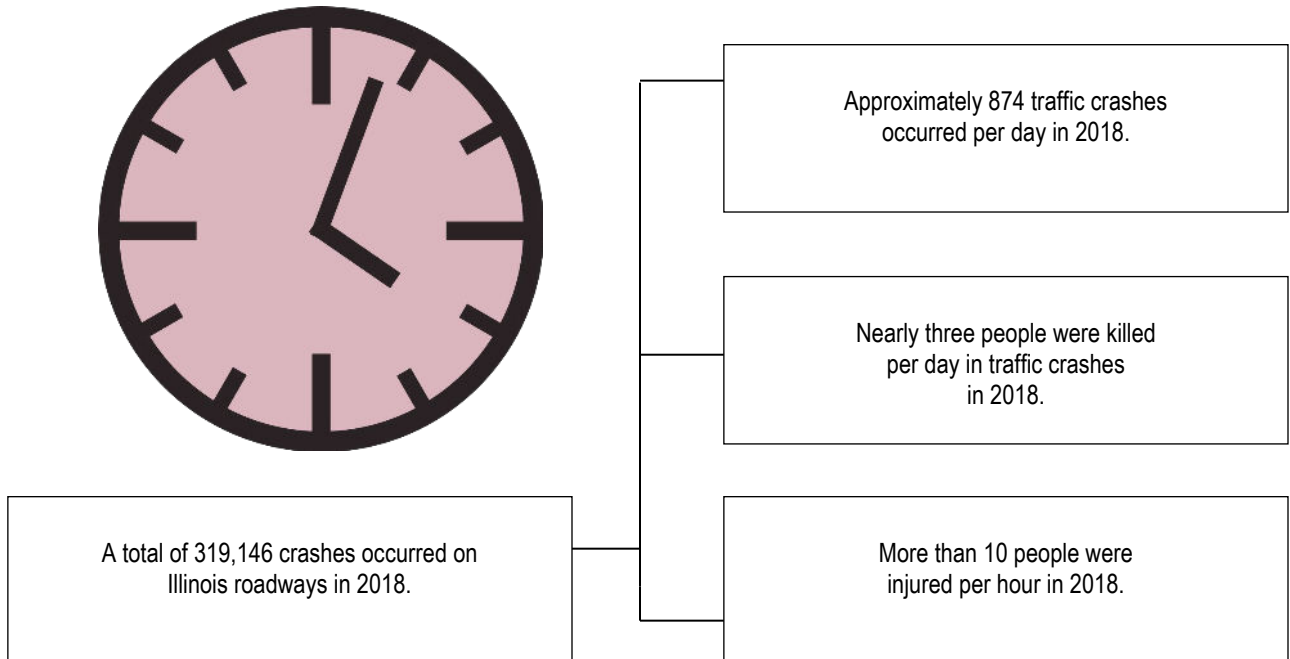 Approximately 874 traffic crashes
occurred per day in 2018.
Nearly three people were killed
per day in traffic crashes
in 2018.
A total of 319,146 crashes occurred on
Illinois roadways in 2018.
More than 10 people were
injured per hour in 2018.